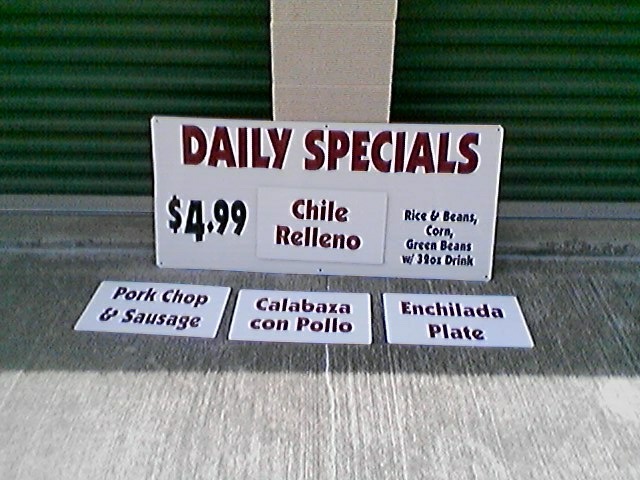 DAILY SPECIALS
$4.99
Chile
Relleno
Rice & Beans,
Corn,
Green Beans
w/ 32oz Drink
Pork Chop
& Sausage
Calabaza
con Pollo
Enchilada
Plate